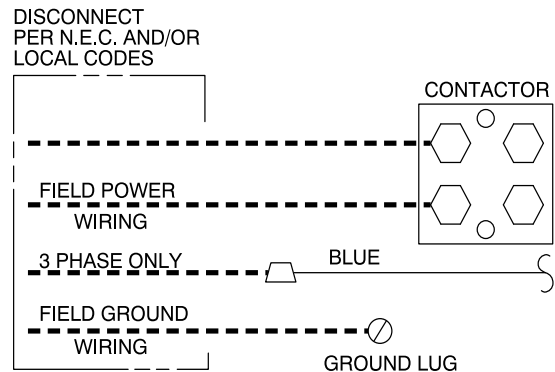 DISCONNECT
PER N.E.C. AND/OR
LOCAL CODES
CONTACTOR
FIELD POWER
WIRING
3 PHASE ONLY
BLUE
FIELD GROUND
WIRING
GROUND LUG